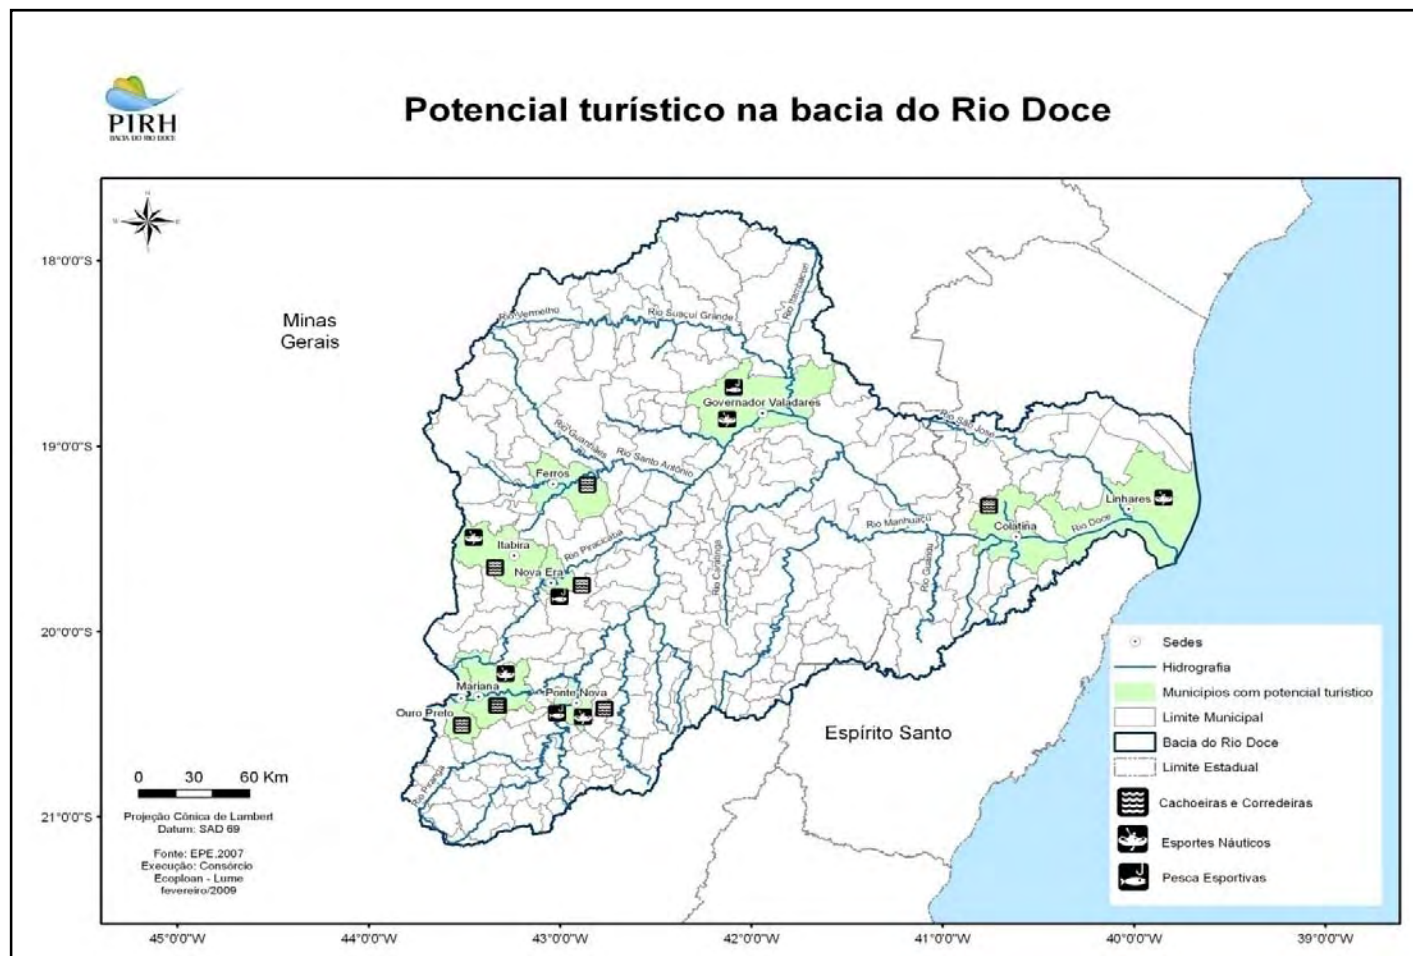 PIRH
BACIA DO RIO DOCE
Potencial turístico na bacia do Rio Doce
18°0'0"S
19°0'0"S
20°0'0"S
21°0'0"S
Minas
Gerais
Rio Vermelho
Rio Suaçuí Grande
Rio Itambacuri
Governador Valadares
Rio São José
Rio Guanhães
Rio Santo Antônio
Ferros
Linhares
Colatina
Rio Doce
Rio Manhuaçu
Itabira
Rio Piracicaba
Nova Era
Rio Caratinga
Rio Guandu
Mariana
Ponte Nova
Ouro Preto
Rio Piranga
Espírito Santo
0 30 60 Km
Projeção Cônica de Lambert
Datum: SAD 69
Fonte: EPE,2007
Execução: Consórcio
Ecoploan - Lume
fevereiro/2009
Sedes
Hidrografia
Municípios com potencial turístico
Limite Municipal
Bacia do Rio Doce
Limite Estadual
Cachoeiras e Corredeiras
Esportes Náuticos
Pesca Esportivas
45°0'0"W
44°0'0"W
43°0'0"W
42°0'0"W
41°0'0"W
40°0'0"W
39°0'0"W